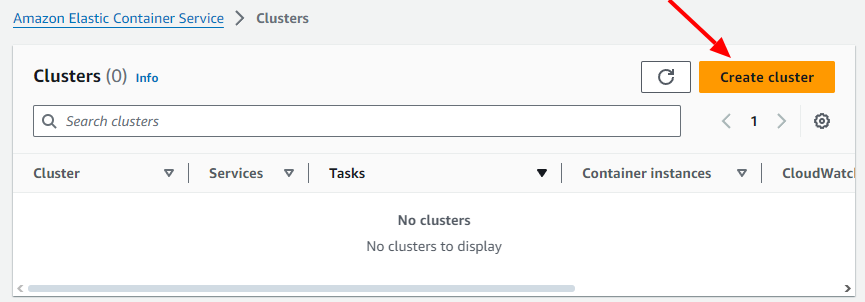 Amazon Elastic Container Service > Clusters
Clusters (0) Info
Create cluster
Search clusters
1
Cluster Services Tasks Container instances CloudWatch
No clusters
No clusters to display